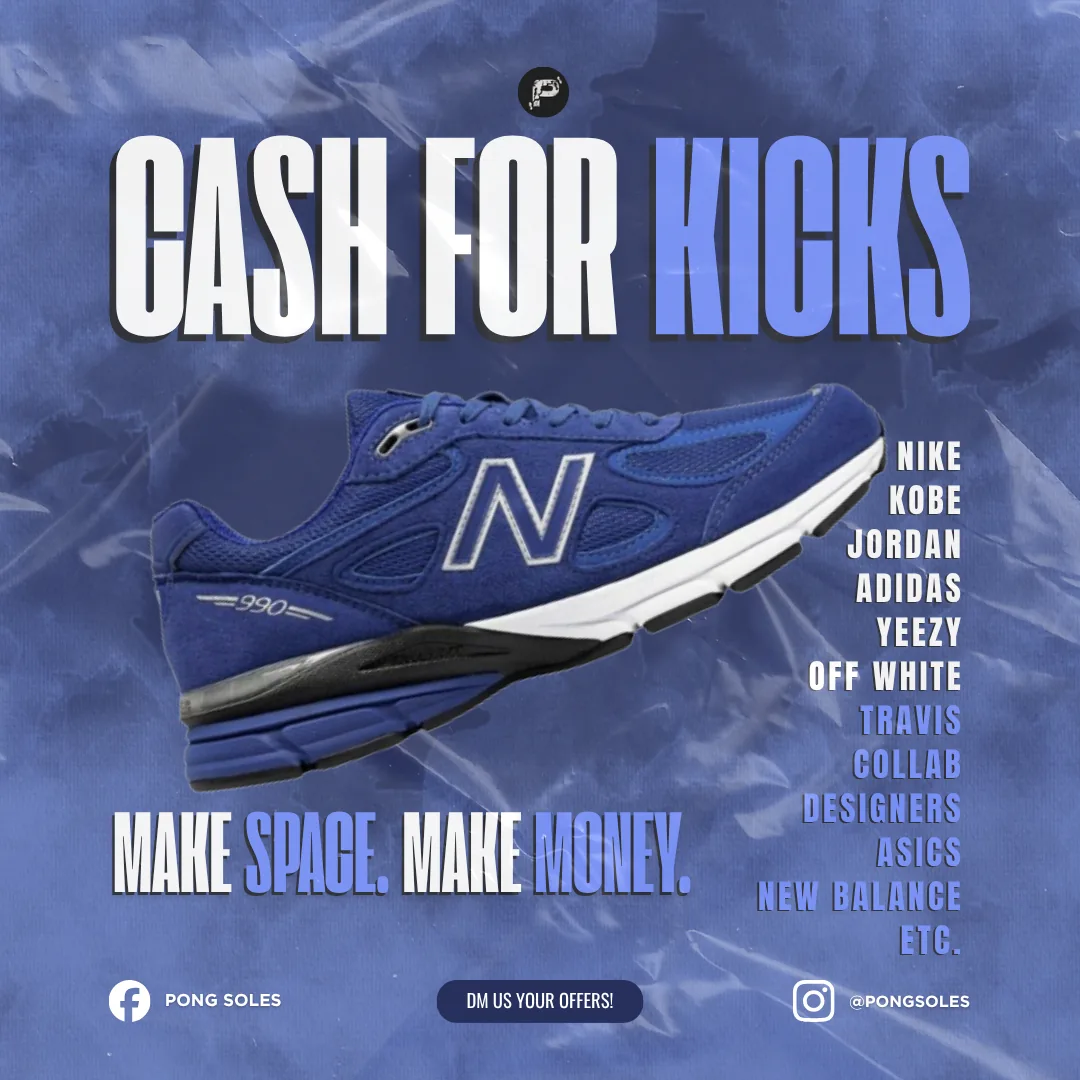 P
CASH FOR KICKS
N
990
NIKE
KOBE
JORDAN
ADIDAS
YEEZY
OFF WHITE
TRAVIS
COLLAB
DESIGNERS
ASICS
NEW BALANCE
ETC.
MAKE SPACE. MAKE MONEY.
PONG SOLES
DM US YOUR OFFERS!
@PONGSOLES